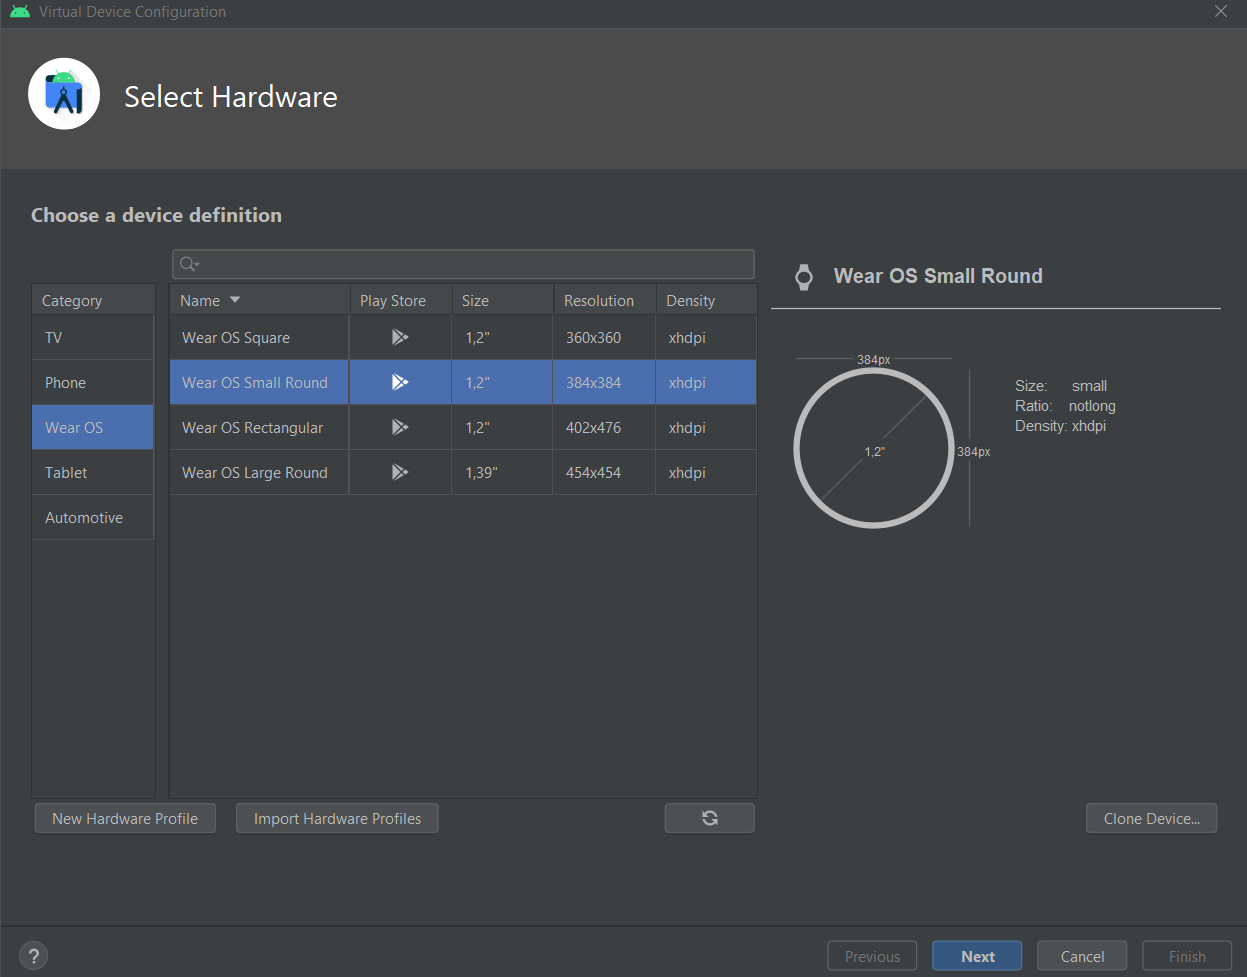 Virtual Device Configuration
Select Hardware
Choose a device definition
Category
TV
Phone
Wear OS
Tablet
Automotive
Name Play Store Size Resolution Density
Wear OS Square 1,2" 360x360 xhdpi
Wear OS Small Round 1,2" 384x384 xhdpi
Wear OS Rectangular 1,2" 402x476 xhdpi
Wear OS Large Round 1,39" 454x454 xhdpi
Wear OS Small Round
384px
1,2"
384px
Size: small
Ratio: notlong
Density: xhdpi
New Hardware Profile Import Hardware Profiles Clone Device...
? Previous Next Cancel Finish